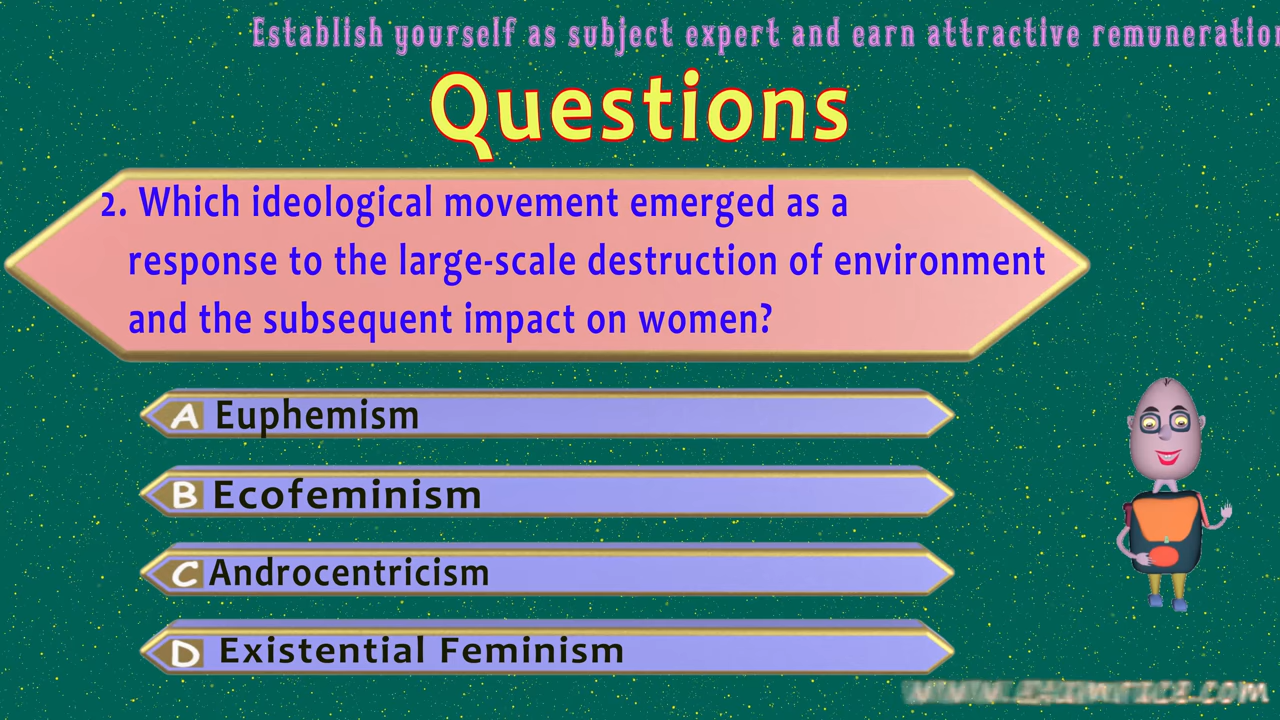 Establish yourself as subject expert and earn attractive
Questions
2. Which ideological movement emerged as a
response to the large-scale destruction of environment
and the subsequent impact on women?
A Euphemism
B Ecofeminism
C Androcentricism
D Existential Feminism